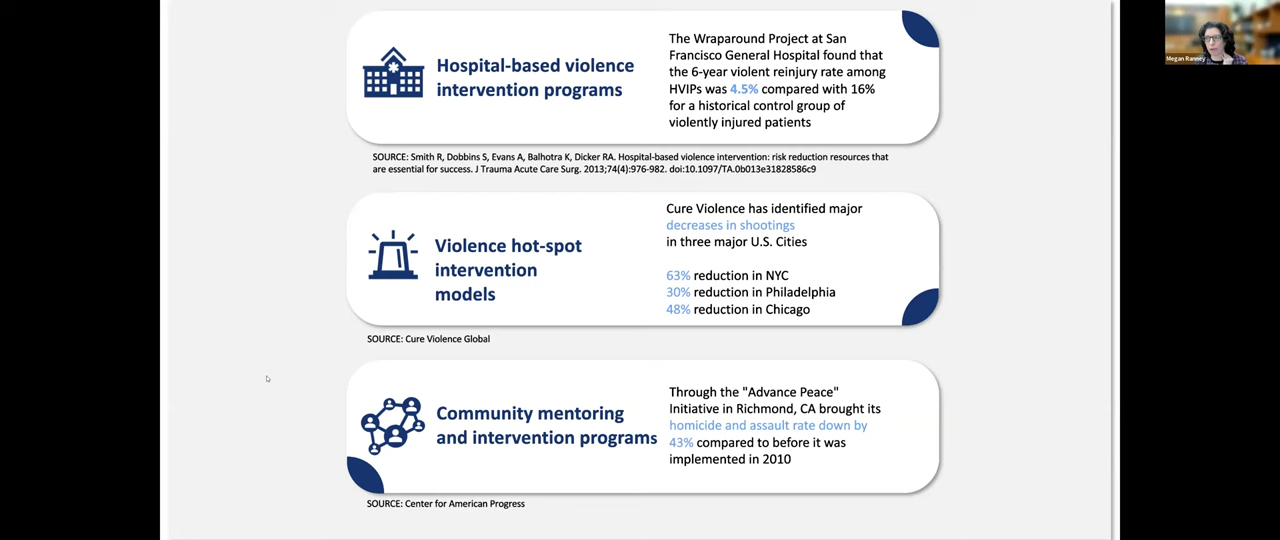 Hospital-based violence
intervention programs
The Wraparound Project at San
Francisco General Hospital found that
the 6-year violent reinjury rate among
HVIPs was 4.5% compared with 16%
for a historical control group of
violently injured patients
SOURCE: Smith R, Dobbins S, Evans A, Balhotra K, Dicker RA. Hospital-based violence intervention: risk reduction resources that
are essential for success. J Trauma Acute Care Surg. 2013;74(4):976-982. doi:10.1097/TA.0b013e31828586c9
Violence hot-spot
intervention
models
Cure Violence has identified major
decreases in shootings
in three major U.S. Cities
63% reduction in NYC
30% reduction in Philadelphia
48% reduction in Chicago
SOURCE: Cure Violence Global
Community mentoring
and intervention programs
Through the "Advance Peace"
Initiative in Richmond, CA brought its
homicide and assault rate down by
43% compared to before it was
implemented in 2010
SOURCE: Center for American Progress
Megan Ranney